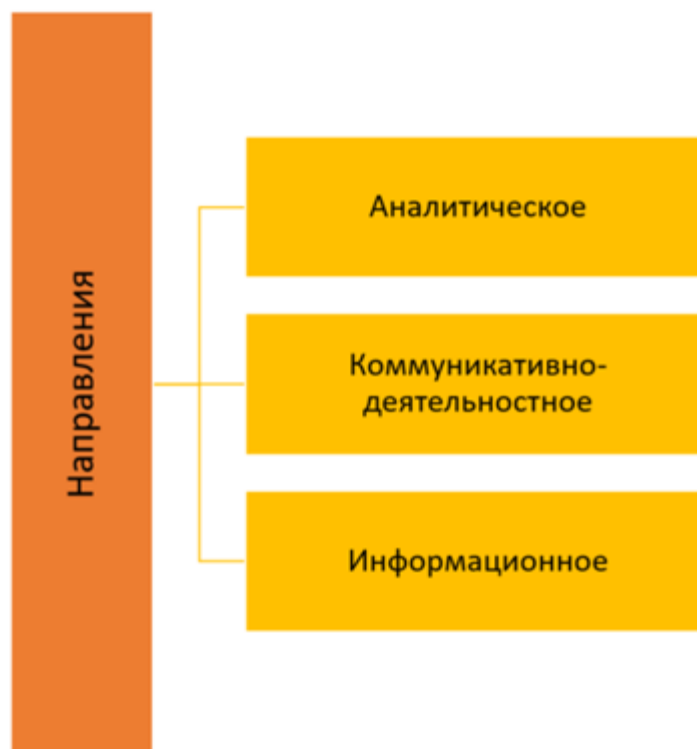 Направления
Аналитическое
Коммуникативно-
деятельностное
Информационное